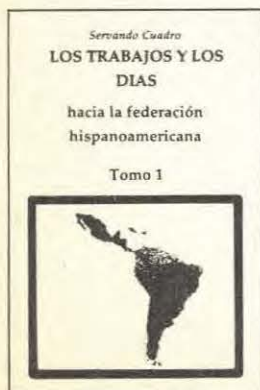 Servando Cuadro
LOS TRABAJOS Y LOS
DIAS
hacia la federación
hispanoamericana
Tomo 1